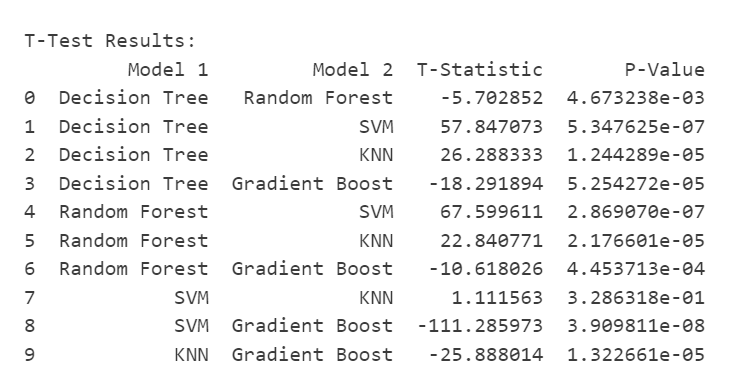 T-Test Results:
Model 1 Model 2 T-Statistic P-Value
0 Decision Tree Random Forest -5.702852 4.673238e-03
1 Decision Tree SVM 57.847073 5.347625e-07
2 Decision Tree KNN 26.288333 1.244289e-05
3 Decision Tree Gradient Boost -18.291894 5.254272e-05
4 Random Forest SVM 67.599611 2.869070e-07
5 Random Forest KNN 22.840771 2.176601e-05
6 Random Forest Gradient Boost -10.618026 4.453713e-04
7 SVM KNN 1.111563 3.286318e-01
8 SVM Gradient Boost -111.285973 3.909811e-08
9 KNN Gradient Boost -25.888014 1.322661e-05